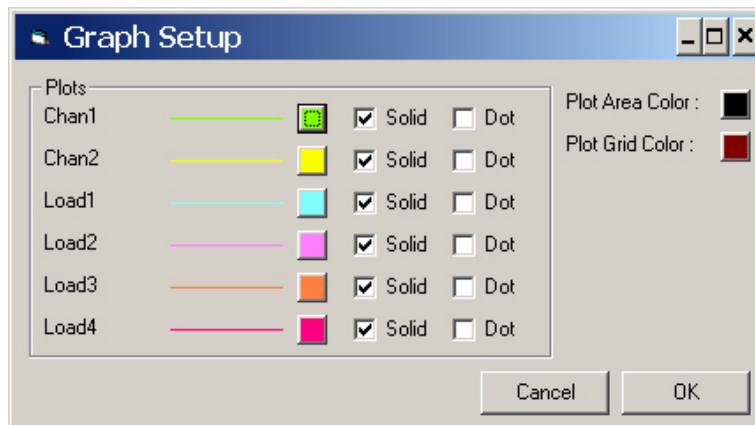 Graph Setup
Plots
Chan1 Solid Dot
Chan2 Solid Dot
Load1 Solid Dot
Load2 Solid Dot
Load3 Solid Dot
Load4 Solid Dot
Plot Area Color :
Plot Grid Color :
Cancel OK